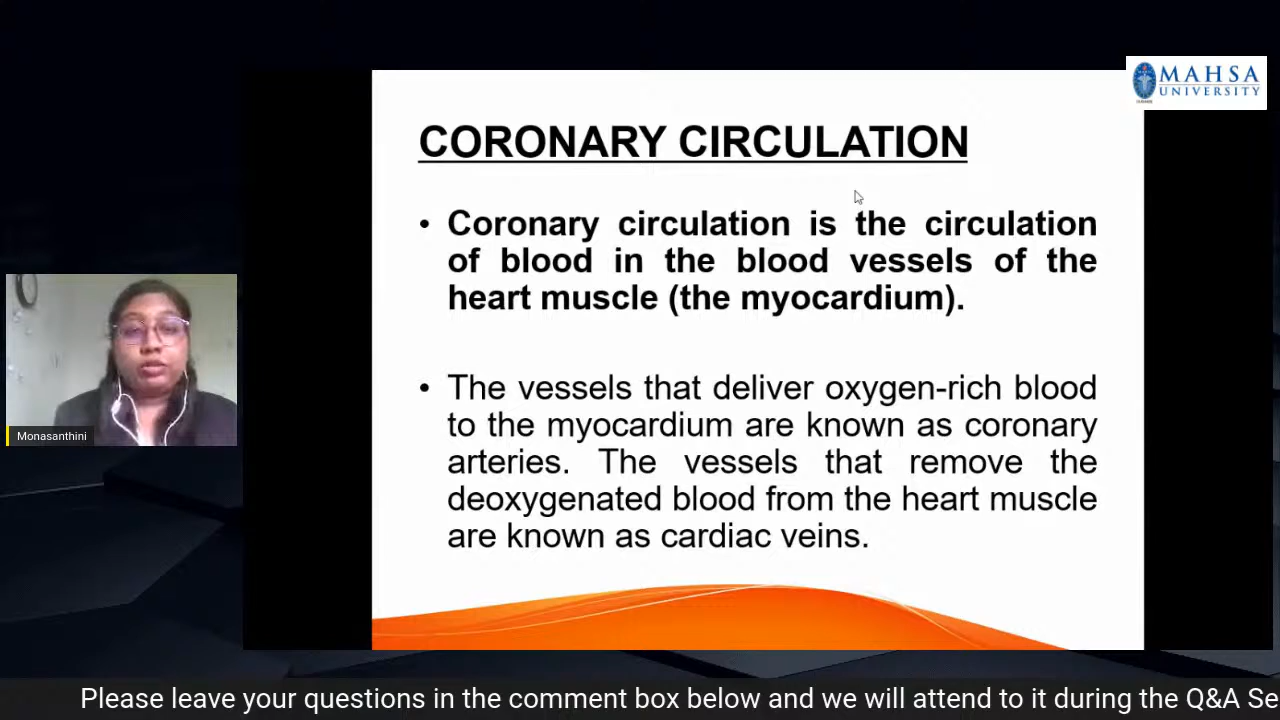 MAHSA
UNIVERSITY
CORONARY CIRCULATION
• Coronary circulation is the circulation
of blood in the blood vessels of the
heart muscle (the myocardium).
• The vessels that deliver oxygen-rich blood
to the myocardium are known as coronary
arteries. The vessels that remove the
deoxygenated blood from the heart muscle
are known as cardiac veins.
Monasanthini
Please leave your questions in the comment box below and we will attend to it during the Q&A Se